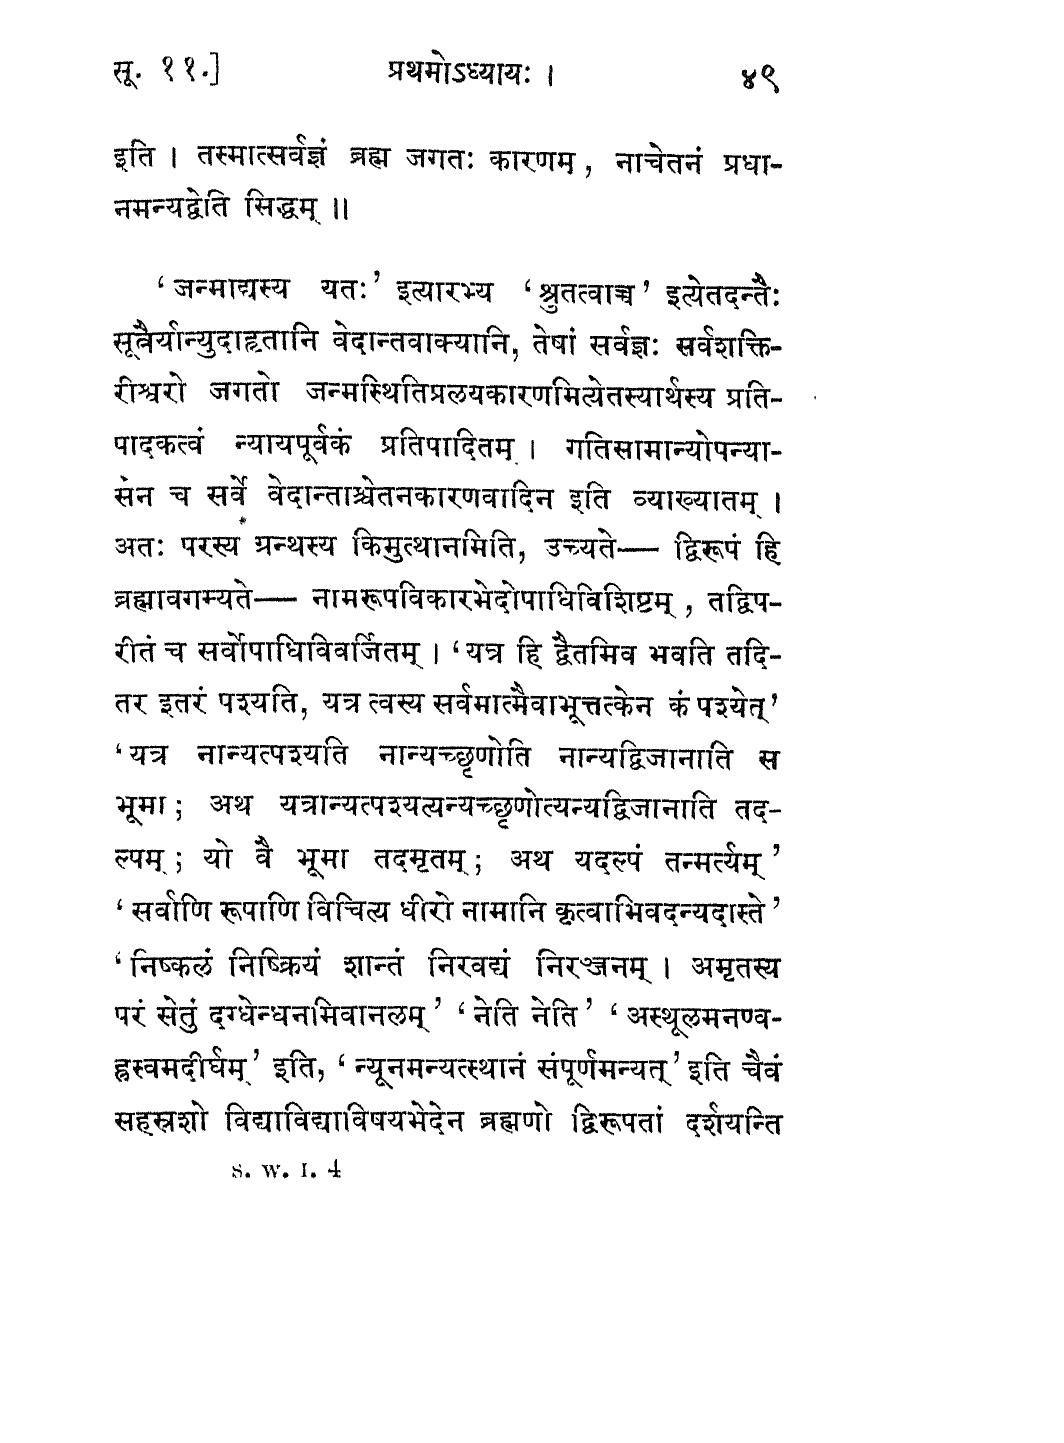 सू. ११.] प्रथमोऽध्यायः । ४९
इति । तस्मात्सर्वज्ञं ब्रह्म जगतः कारणम् , नाचेतनं प्रधा-
नमन्यद्वेति सिद्धम् ॥
‘जन्माद्यस्य यतः’ इत्यारभ्य ‘श्रुतत्वाच्च’ इत्येतदन्तैः
सूत्रैर्यान्युदाहृतानि वेदान्तवाक्यानि, तेषां सर्वज्ञः सर्वशक्ति-
रीश्वरो जगतो जन्मस्थितिप्रलयकारणमित्येतस्यार्थस्य प्रति-
पादकत्वं न्यायपूर्वकं प्रतिपादितम् । गतिसामान्योपन्या-
सेन च सर्वे वेदान्ताश्चेतनकारणवादिन इति व्याख्यातम् ।
अतः परस्य ग्रन्थस्य किमुत्थानमिति, उच्यते— द्विरूपं हि
ब्रह्मावगम्यते— नामरूपविकारभेदोपाधिविशिष्टम् , तद्विप-
रीतं च सर्वोपाधिविवर्जितम् । ‘यत्र हि द्वैतमिव भवति तदि-
तर इतरं पश्यति, यत्र त्वस्य सर्वमात्मैवाभूत्तत्केन कं पश्येत्’
‘यत्र नान्यत्पश्यति नान्यच्छृणोति नान्यद्विजानाति स
भूमा ; अथ यत्रान्यत्पश्यत्यन्यच्छृणोत्यन्यद्विजानाति तद-
ल्पम् ; यो वै भूमा तदमृतम् ; अथ यदल्पं तन्मर्त्यम्’
‘सर्वाणि रूपाणि विचित्य धीरो नामानि कृत्वाभिवदन्यदास्ते’
‘निष्कलं निष्क्रियं शान्तं निरवद्यं निरञ्जनम् । अमृतस्य
परं सेतुं दग्धेन्धनमिवानलम्’ ‘नेति नेति’ ‘अस्थूलमनण्व-
ह्रस्वमदीर्घम्’ इति, ‘न्यूनमन्यत्स्थानं संपूर्णमन्यत्’ इति चैवं
सहस्रशो विद्याविद्याविषयभेदेन ब्रह्मणो द्विरूपतां दर्शयन्ति
S. W. I. 4